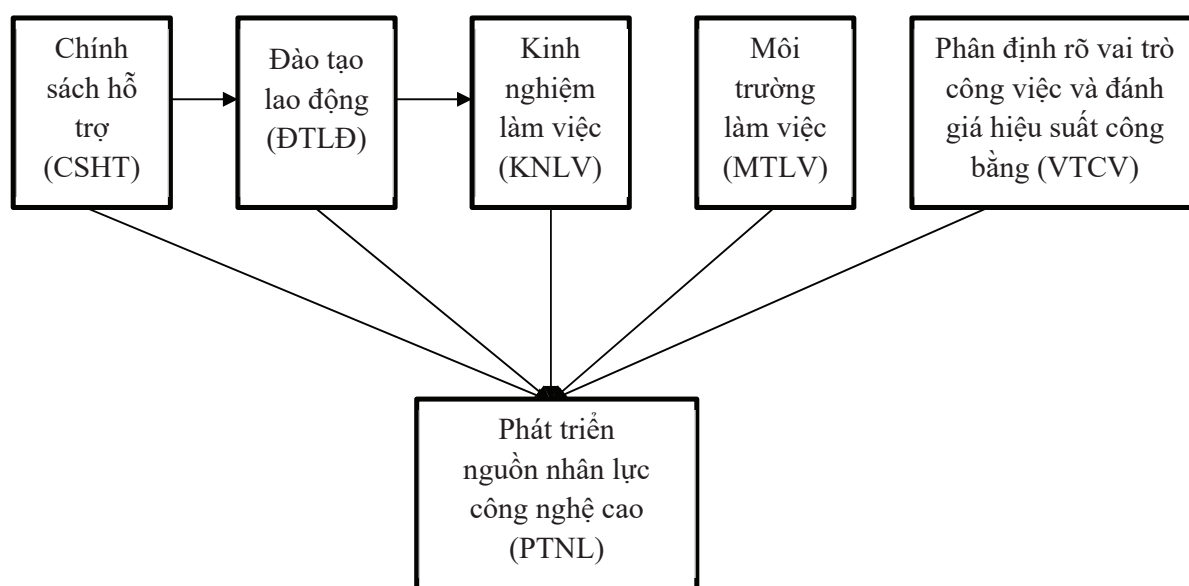 Chính
sách hỗ
trợ
(CSHT)
Đào tạo
lao động
(ĐTLĐ)
Kinh
nghiệm
làm việc
(KNLV)
Môi
trường
làm việc
(MTLV)
Phân định rõ vai trò
công việc và đánh
giá hiệu suất công
bằng (VTCV)
Phát triển
nguồn nhân lực
công nghệ cao
(PTNL)